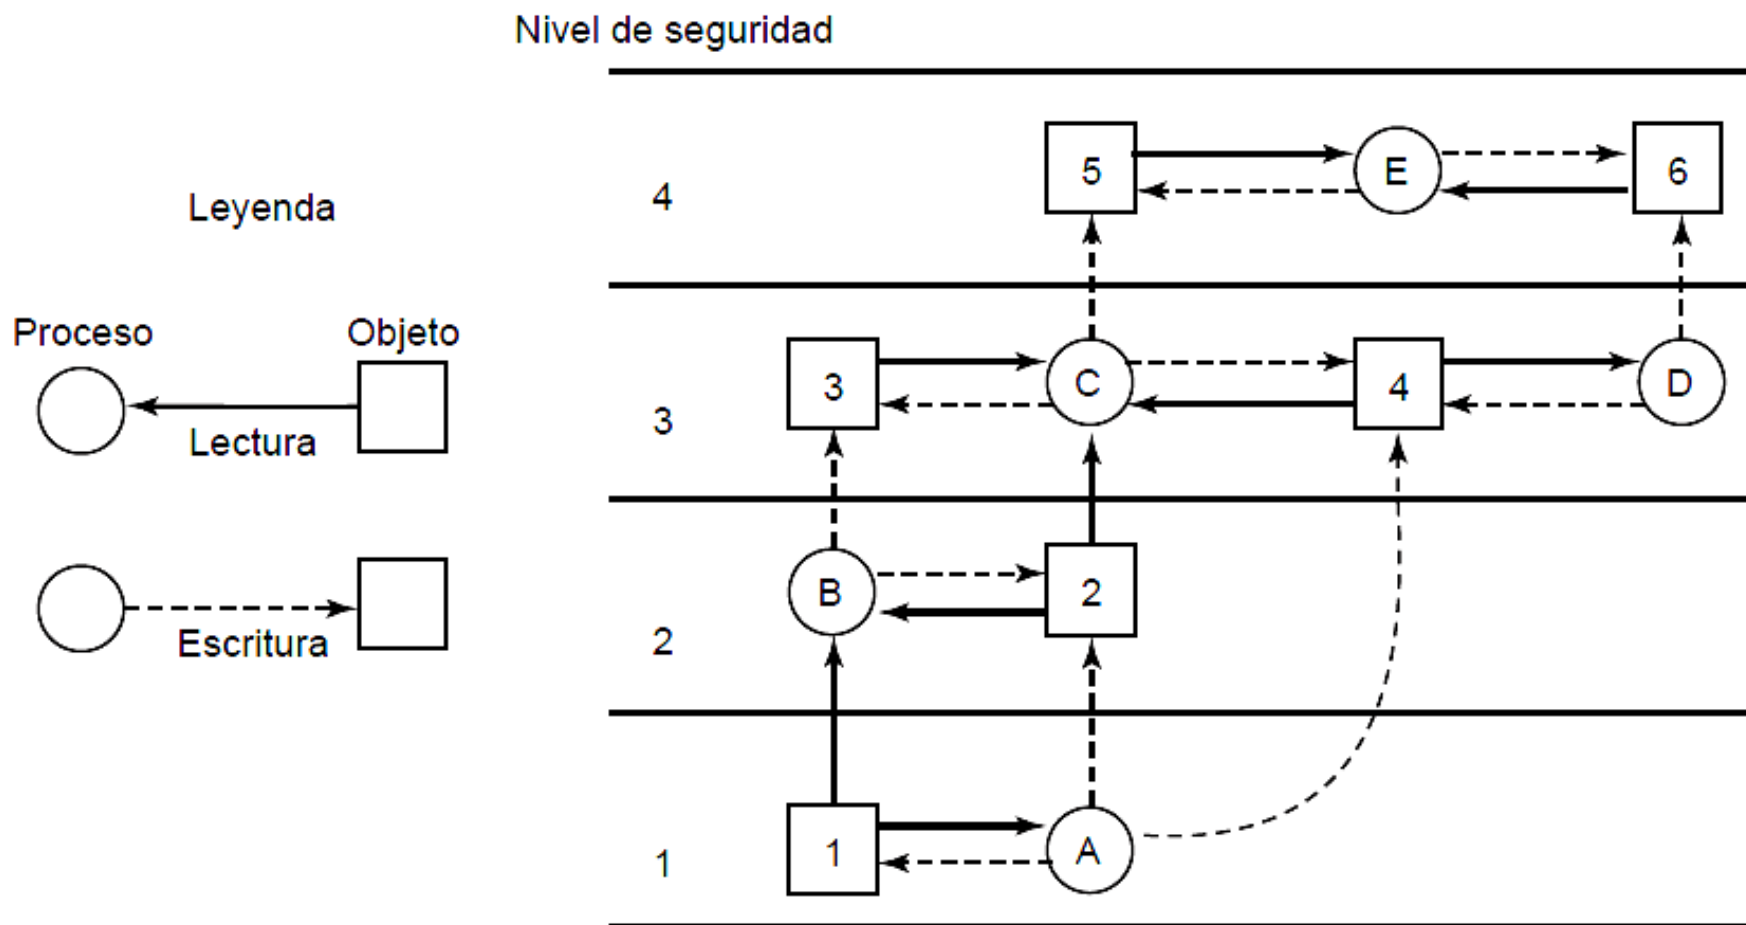 Nivel de seguridad
Leyenda
Proceso
Objeto
Lectura
Escritura
4
5
E
6
3
3
C
4
D
2
B
2
1
1
A